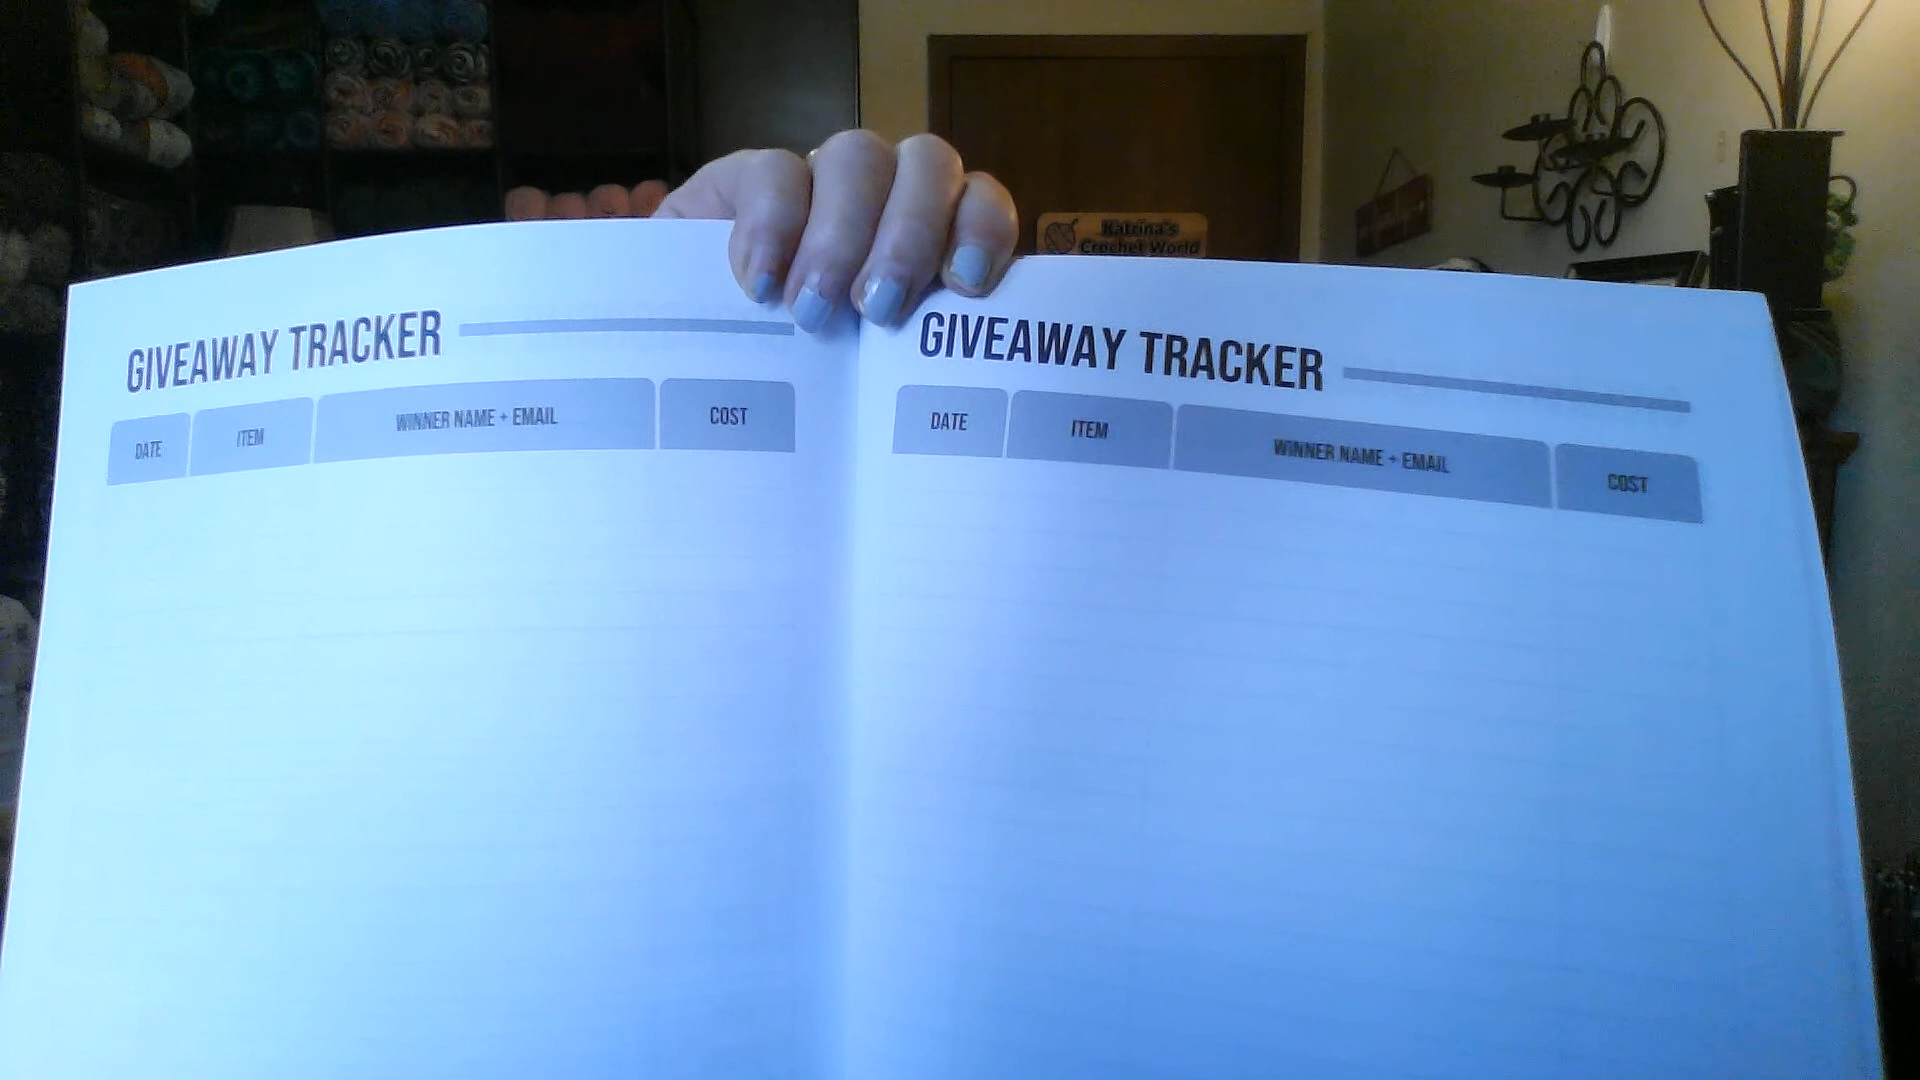 Katrina's
Crochet World
GIVEAWAY TRACKER
DATE ITEM WINNER NAME + EMAIL COST
GIVEAWAY TRACKER
DATE ITEM WINNER NAME + EMAIL COST